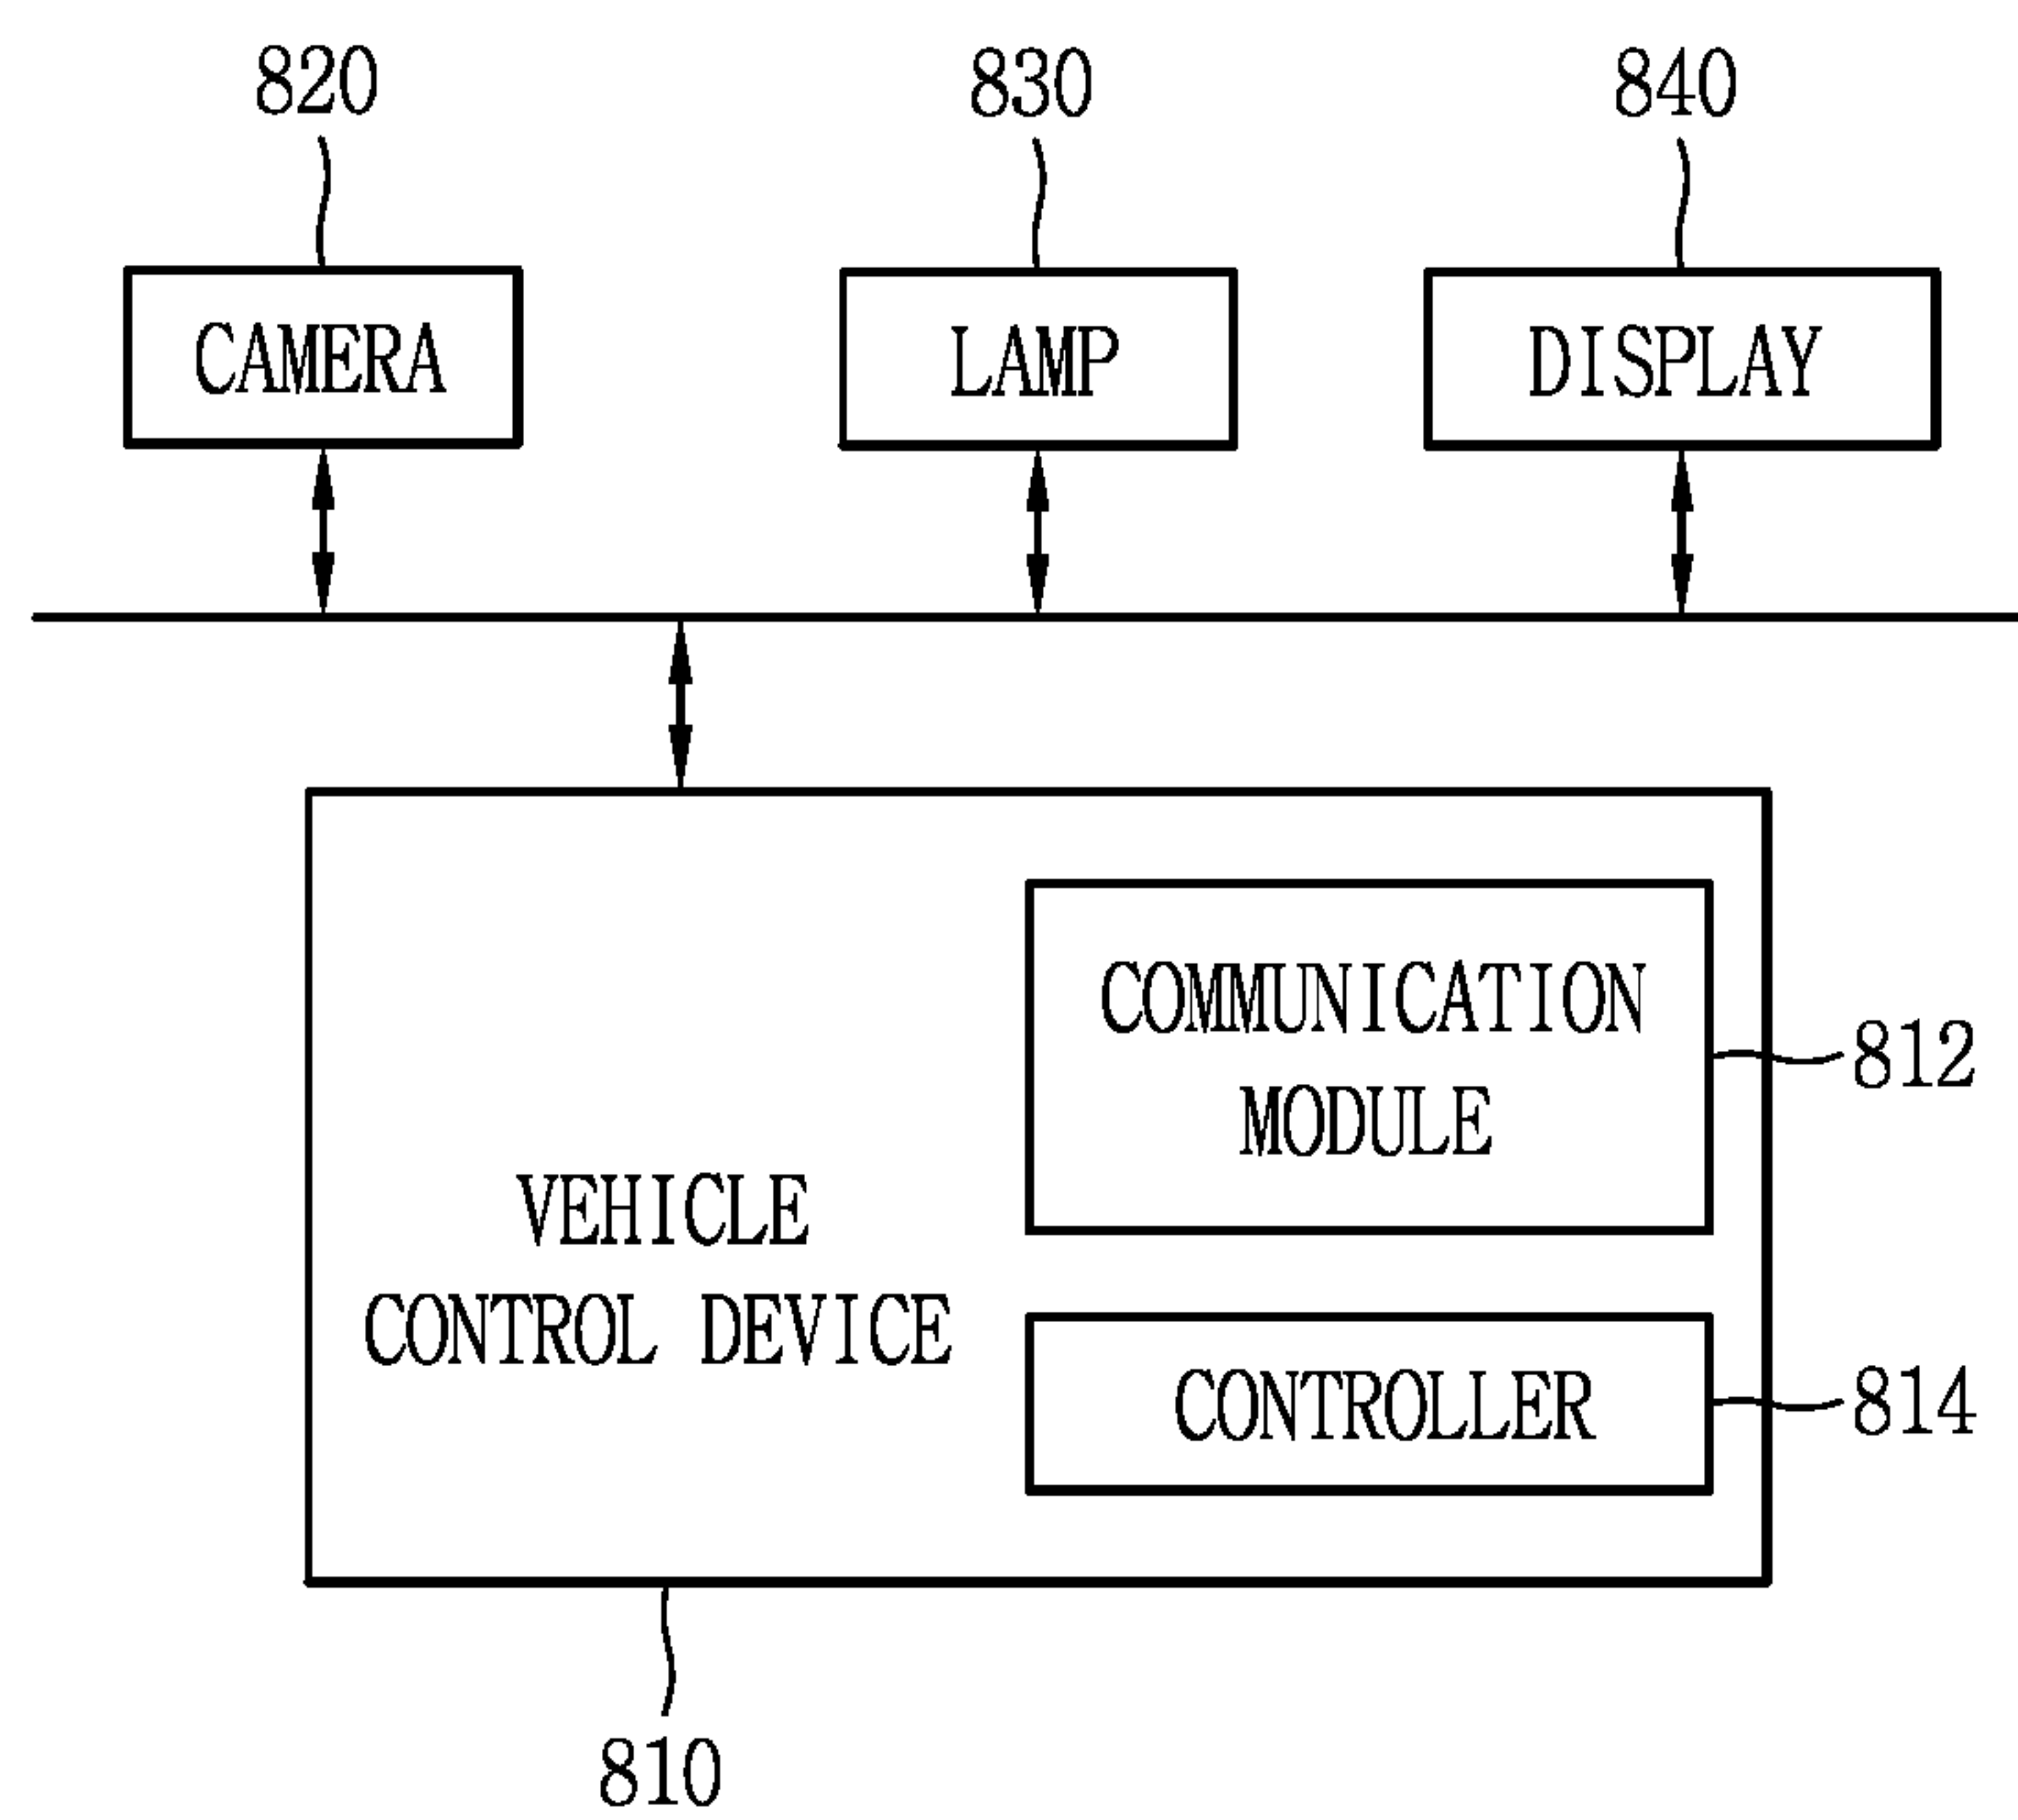 820
830
840
CAMERA
LAMP
DISPLAY
COMMUNICATION
MODULE
812
VEHICLE
CONTROL DEVICE
CONTROLLER
814
810